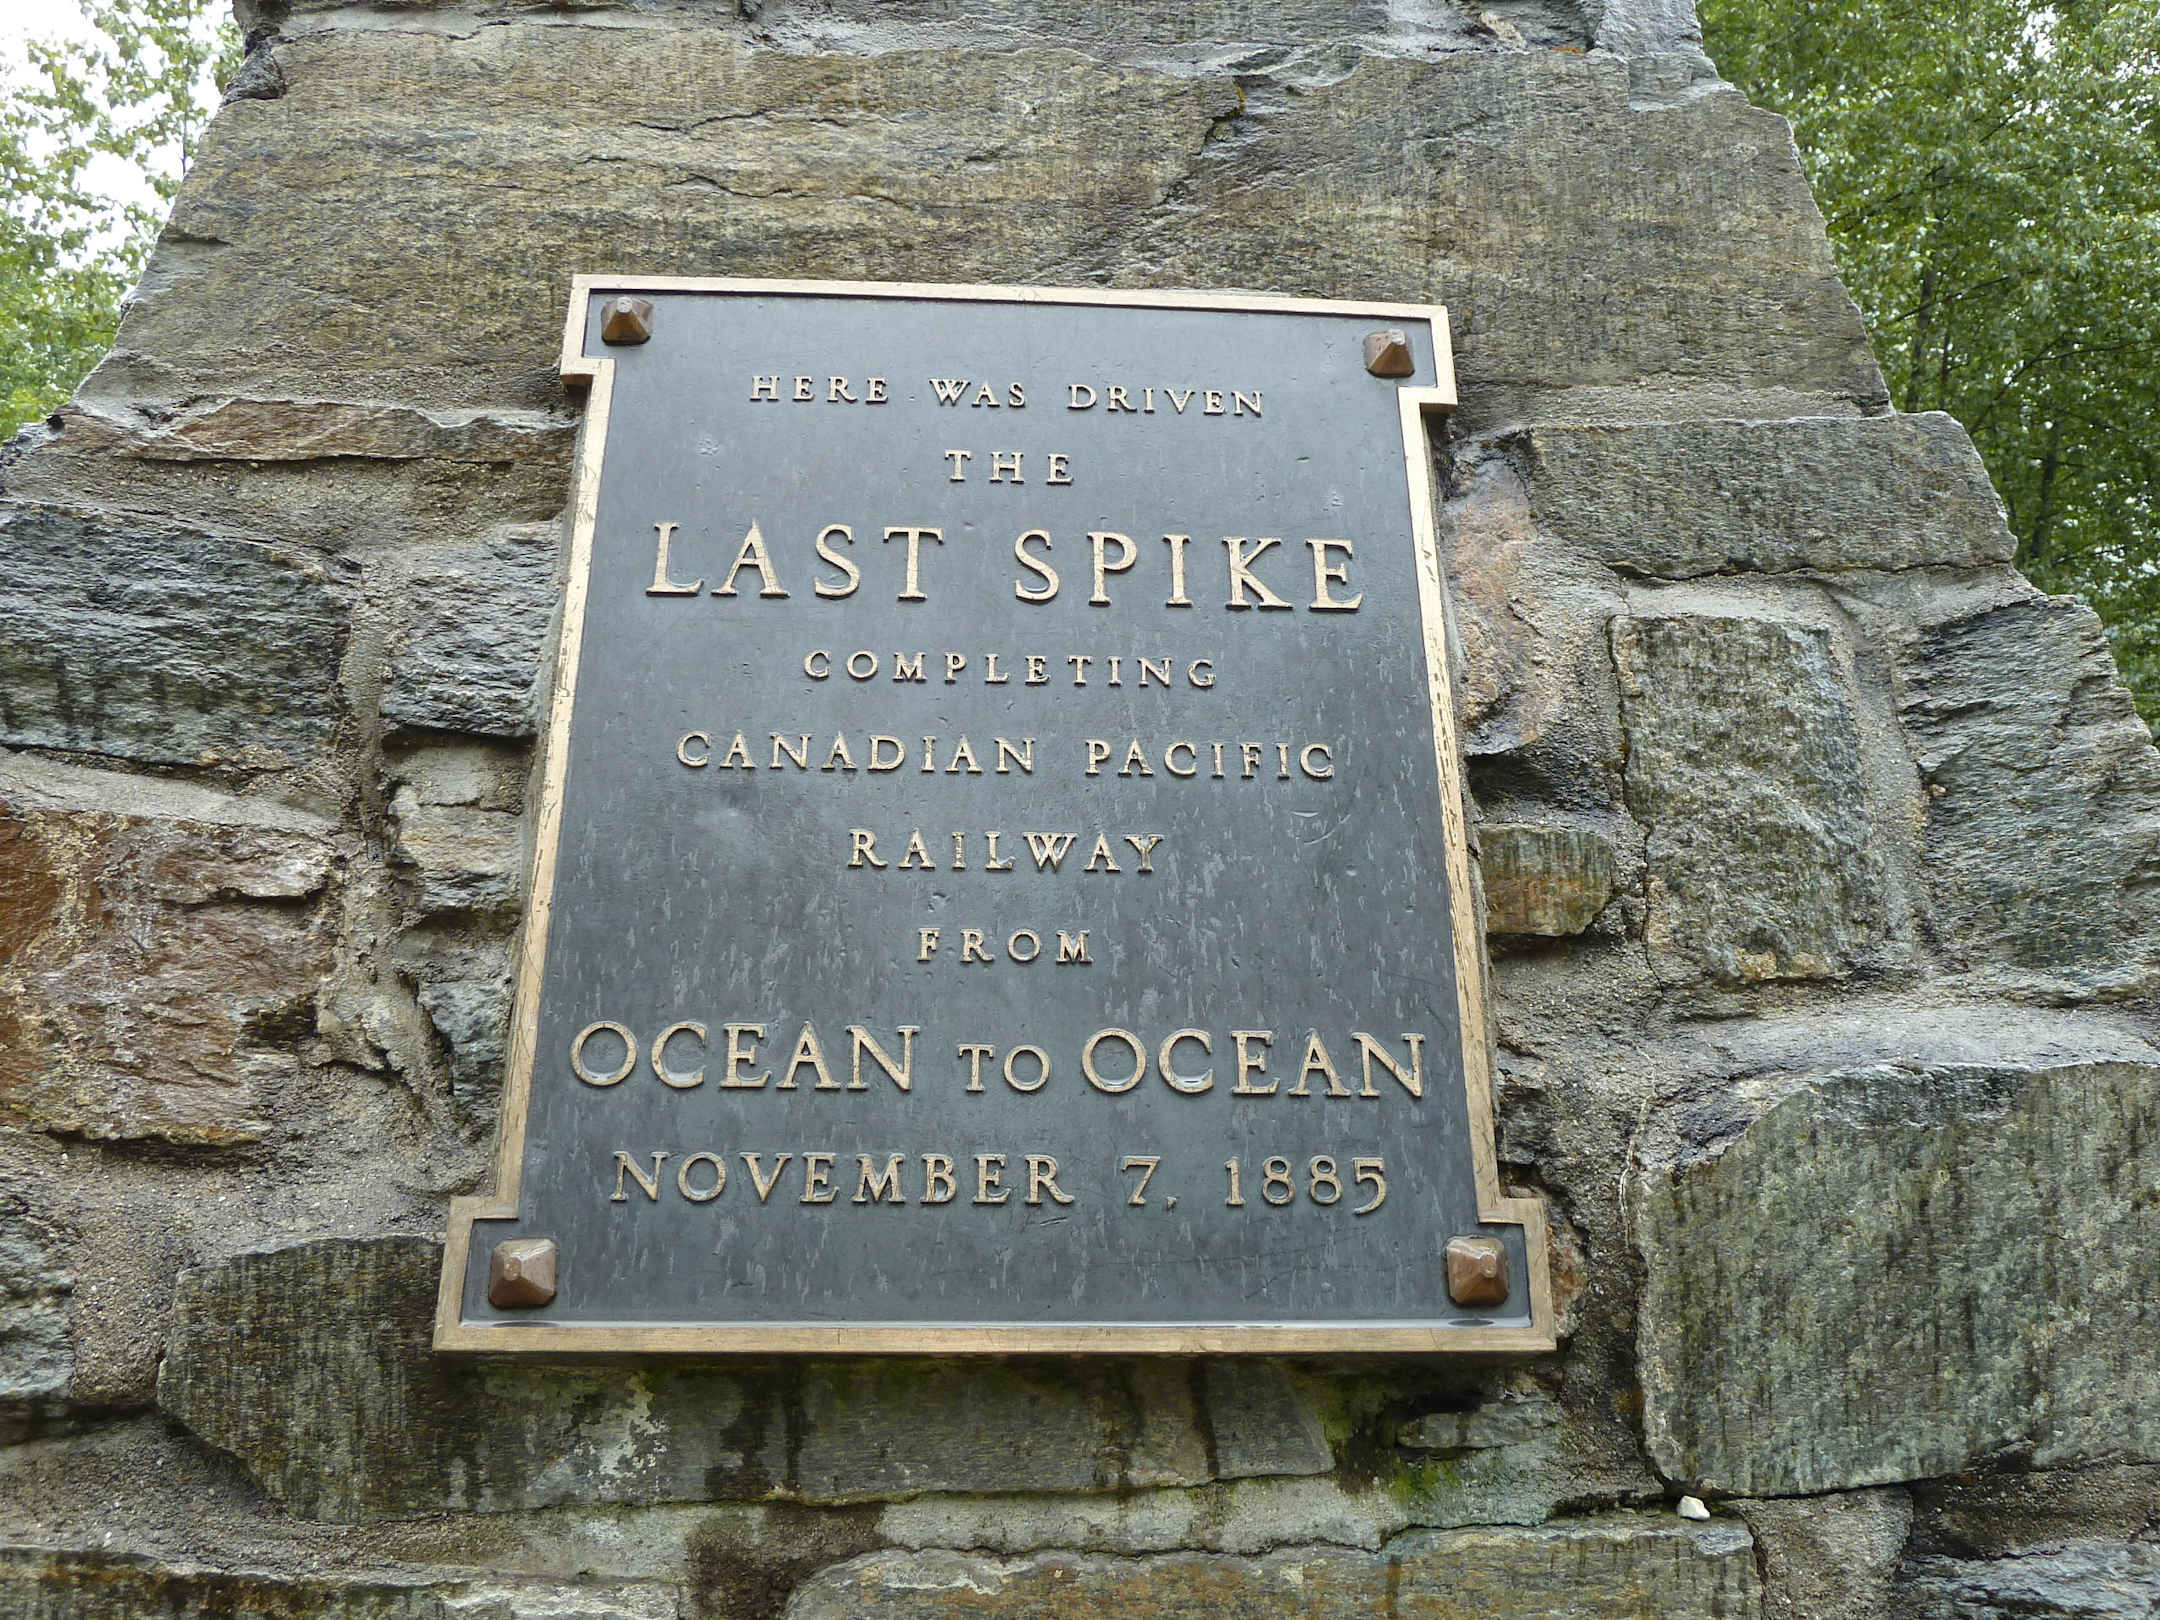 HERE WAS DRIVEN
THE
LAST SPIKE
COMPLETING
CANADIAN PACIFIC
RAILWAY
FROM
OCEAN TO OCEAN
NOVEMBER 7, 1885